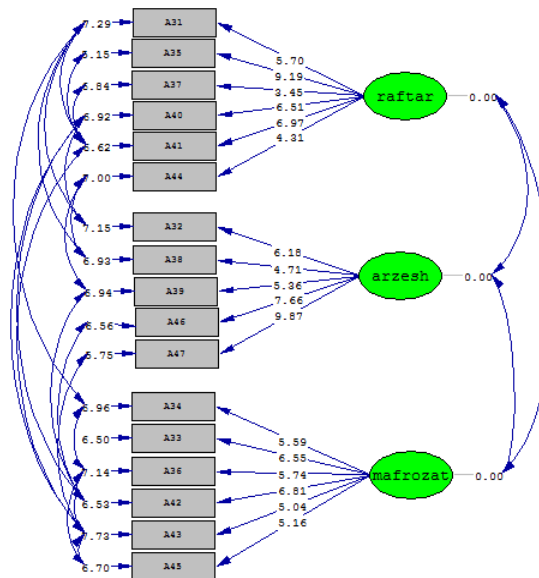 7.29 A31
5.15 A35
6.84 A37
6.92 A40
6.62 A41
7.00 A44
5.70
9.19
3.45
6.51
6.97
4.31
raftar 0.00
7.15 A32
6.93 A38
6.94 A39
6.56 A46
5.75 A47
6.18
4.71
5.36
7.66
9.87
arzesh 0.00
6.96 A34
6.50 A33
7.14 A36
6.53 A42
7.73 A43
6.70 A45
5.59
6.55
5.74
6.81
5.04
5.16
mafrozat 0.00